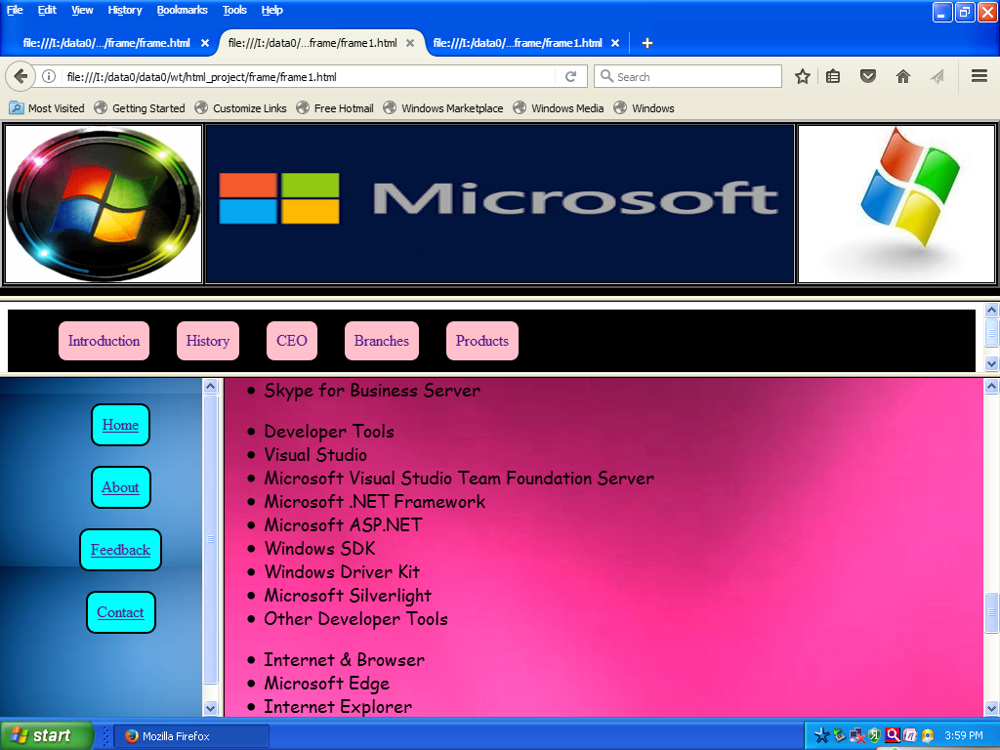 File Edit View History Bookmarks Tools Help
file:///I:/data0/.../frame/frame.html file:///I:/data0/...frame/frame1.html file:///I:/data0/...frame/frame1.html
file:///I:/data0/data0/wt/html_project/frame/frame1.html Search
Most Visited Getting Started Customize Links Free Hotmail Windows Marketplace Windows Media Windows
Microsoft
Introduction History CEO Branches Products
Home
About
Feedback
Contact
Skype for Business Server
Developer Tools
Visual Studio
Microsoft Visual Studio Team Foundation Server
Microsoft .NET Framework
Microsoft ASP.NET
Windows SDK
Windows Driver Kit
Microsoft Silverlight
Other Developer Tools
Internet & Browser
Microsoft Edge
Internet Explorer
start Mozilla Firefox 3:59 PM